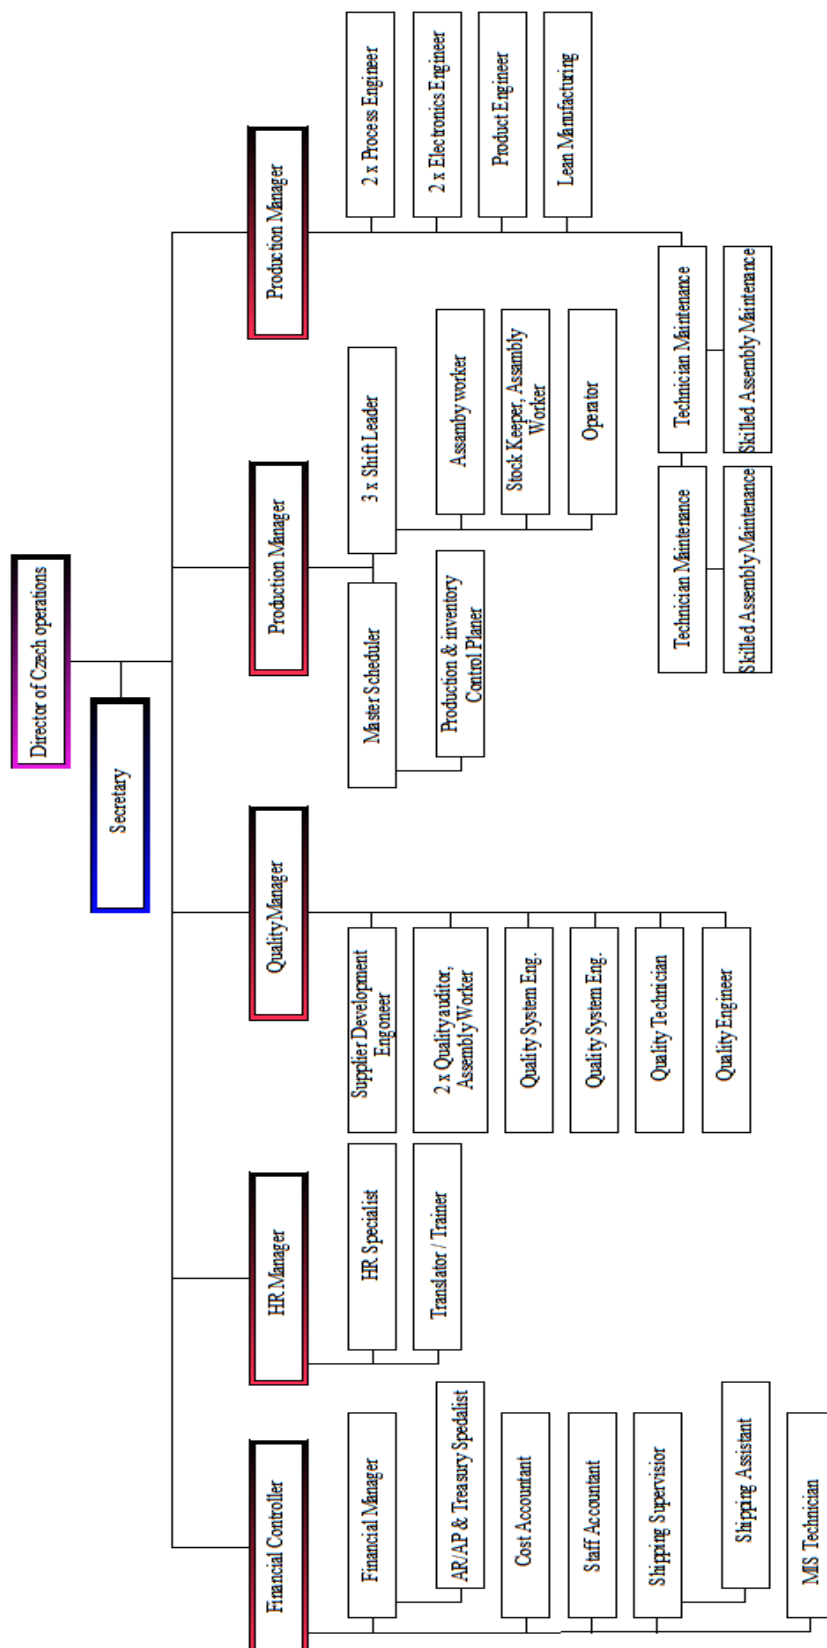 Director of Czech operations
Secretary
Financial Controller
Financial Manager
AR/AP & Treasury Spedalist
Cost Accountant
Staff Accountant
Shipping Supervisior
Shipping Assistant
MIS Technician
HR Manager
HR Specialist
Translator / Trainer
Quality Manager
Supplier Development
Engoneer
2 x Quality auditor,
Assembly Worker
Quality System Eng.
Quality System Eng.
Quality Technician
Quality Engineer
Production Manager
Master Scheduler
Production & inventory
Control Planer
3 x Shift Leader
Assamby worker
Stock Keeper, Assambly
Worker
Operator
Production Manager
2 x Process Engineer
2 x Electronics Engineer
Product Engineer
Lean Manufacturing
Technician Maintenance
Skilled Assembly Maintenance
Technician Maintenance
Skilled Assembly Maintenance